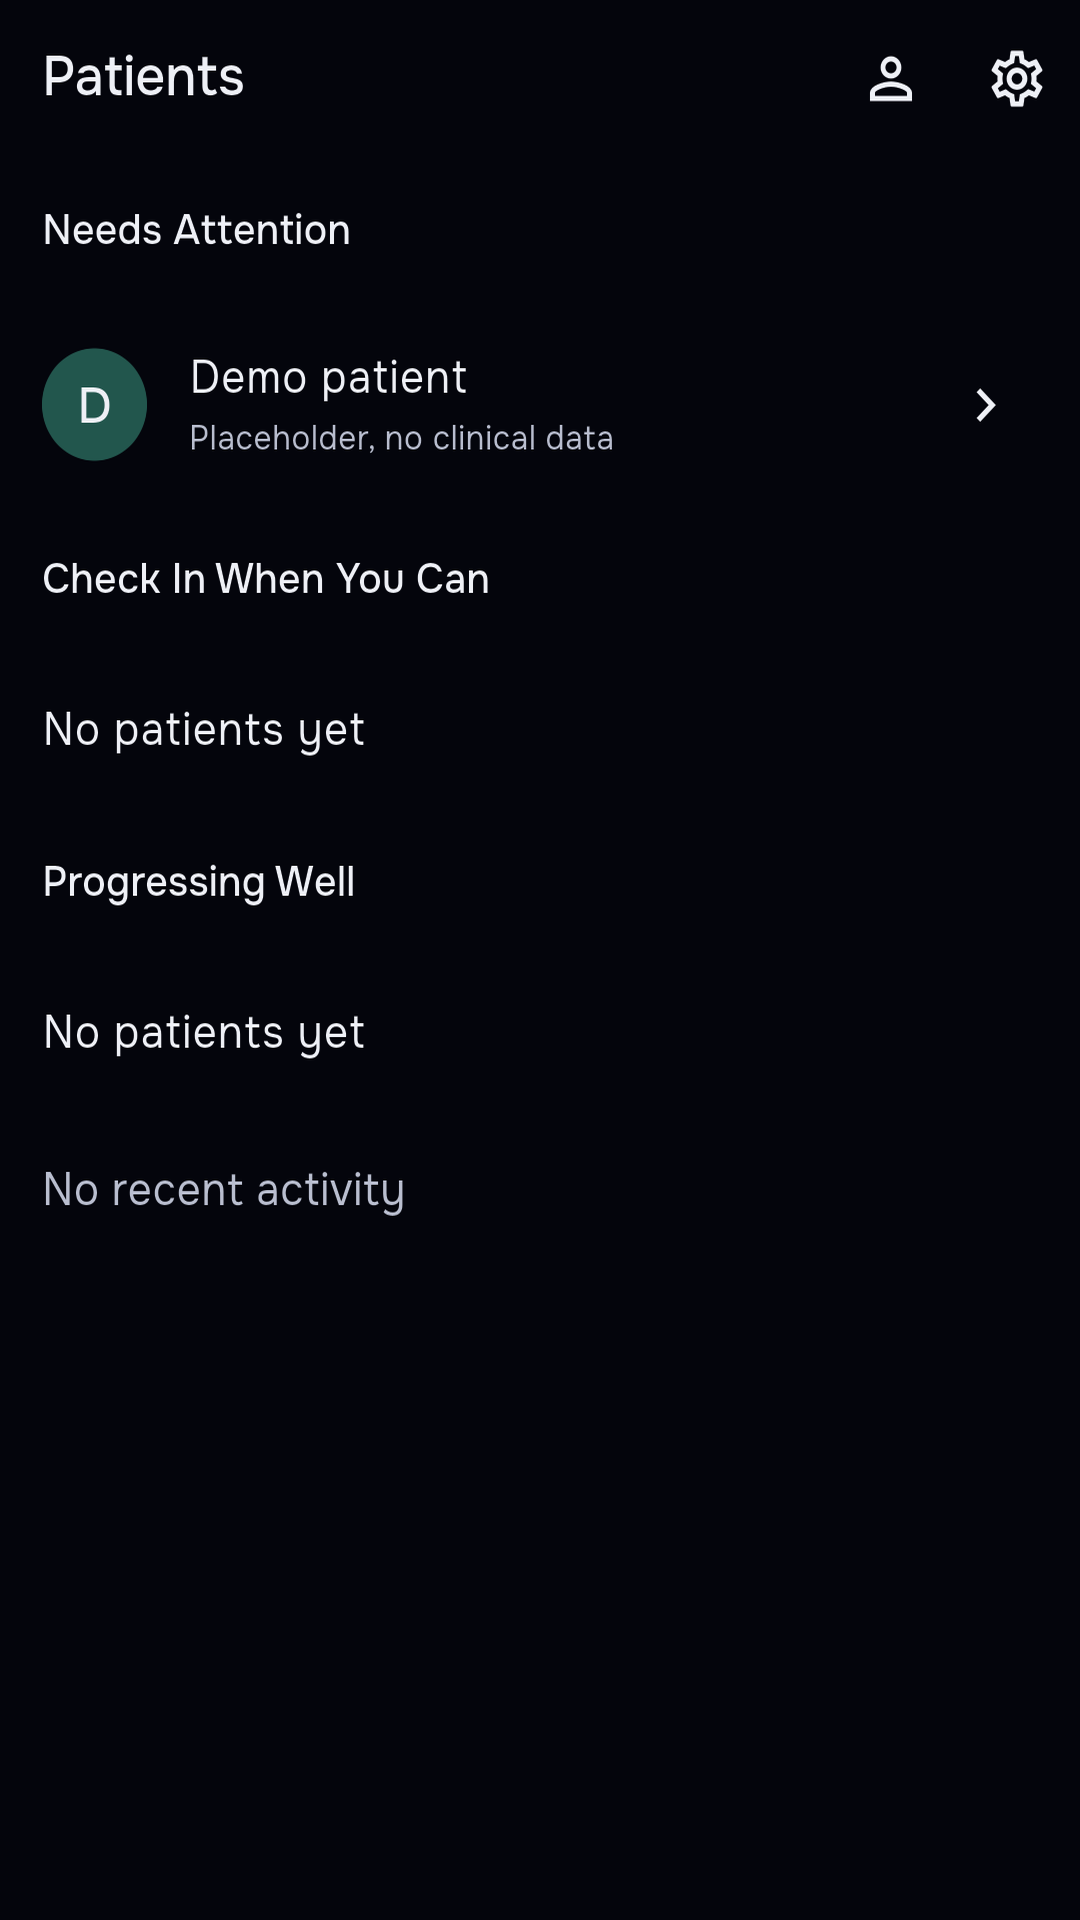 Patients
Needs Attention
D
Demo patient
Placeholder, no clinical data
Check In When You Can
No patients yet
Progressing Well
No patients yet
No recent activity